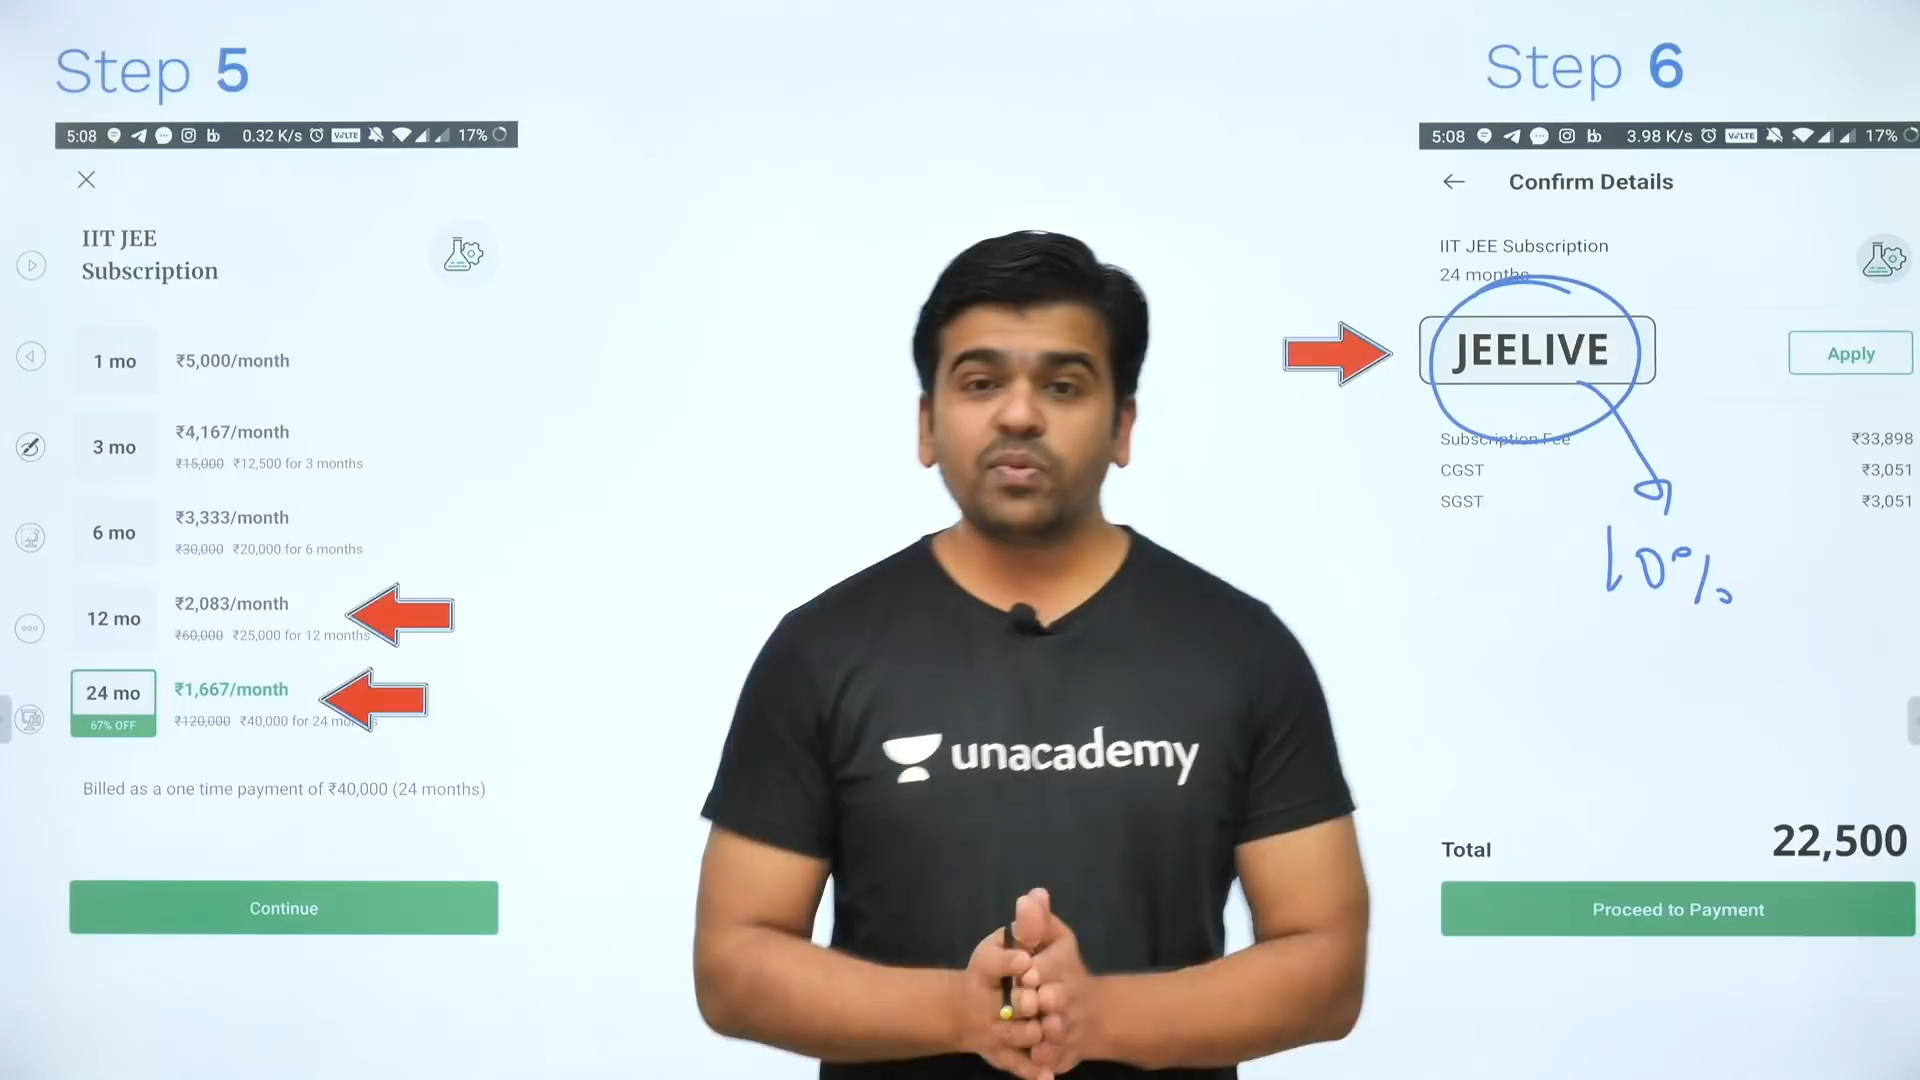 Step 5
5:08 0.32 K/s VoLTE 17%
IIT JEE
Subscription
1 mo ₹5,000/month
3 mo ₹4,167/month
₹15,000 ₹12,500 for 3 months
6 mo ₹3,333/month
₹30,000 ₹20,000 for 6 months
12 mo ₹2,083/month
₹60,000 ₹25,000 for 12 months
24 mo ₹1,667/month
67% OFF ₹120,000 ₹40,000 for 24
Billed as a one time payment of ₹40,000 (24 months)
Continue
unacademy
Step 6
5:08 3.98 K/s VoLTE 17%
Confirm Details
IIT JEE Subscription
24 months
JEELIVE
Apply
Subscription Fee ₹33,898
CGST ₹3,051
SGST ₹3,051
10%
Total 22,500
Proceed to Payment